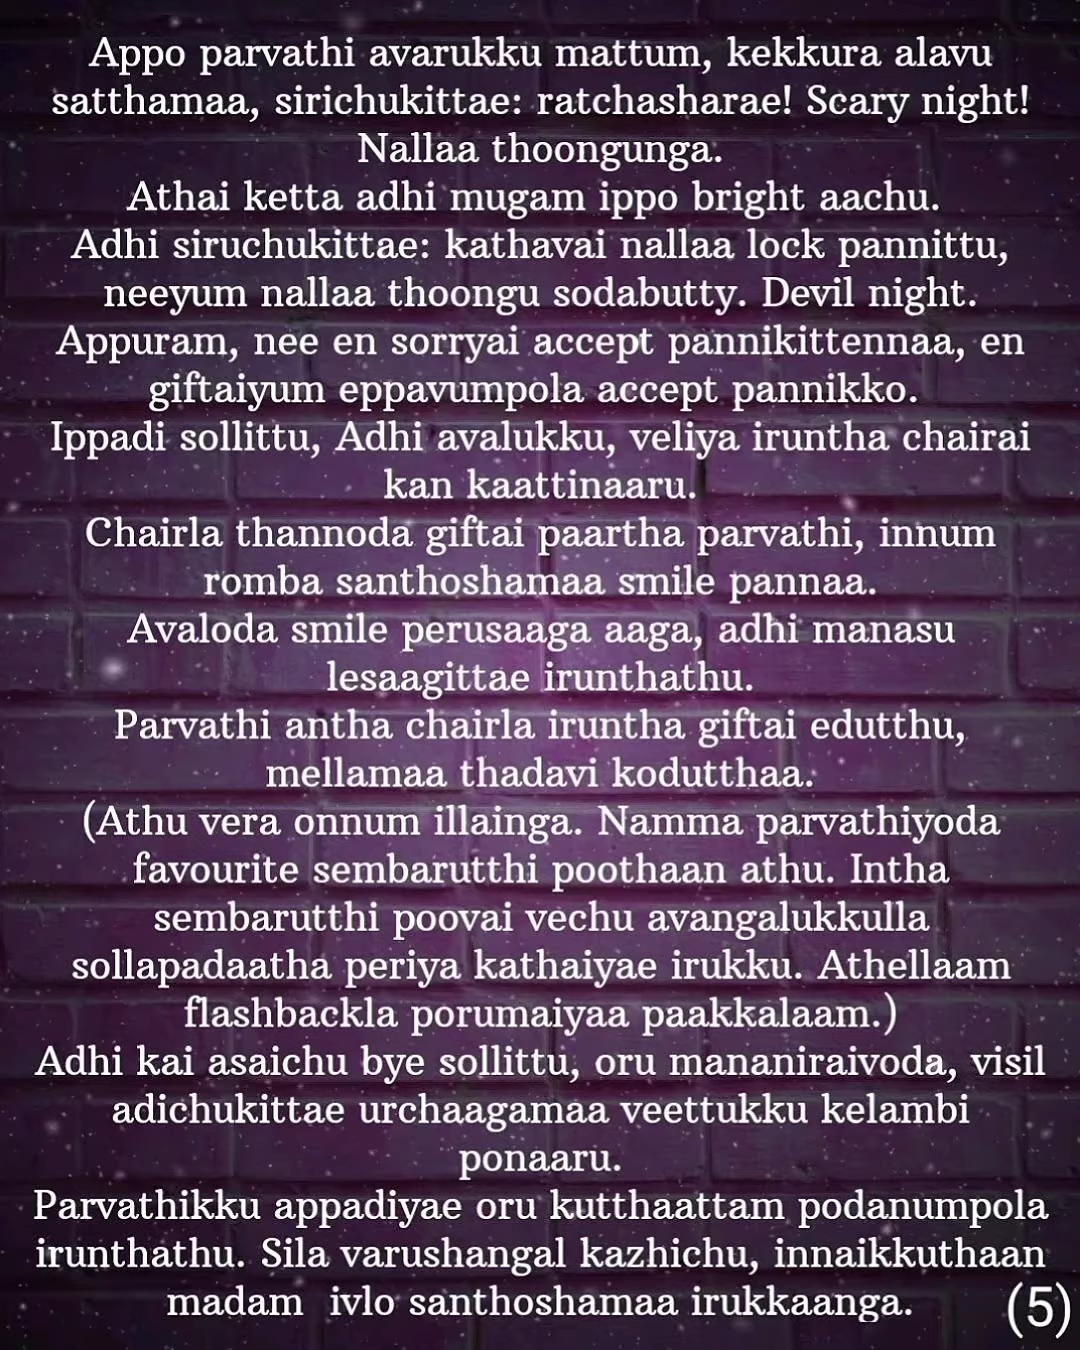 Appo parvathi avarukku mattum, kekkura alavu
satthamaa, sirichukittae: ratchasharae! Scary night!
Nallaa thoongunga.
Athai ketta adhi mugam ippo bright aachu.
Adhi siruchukittae: kathavai nallaa lock pannittu,
neeyum nallaa thoongu sodabutty. Devil night.
Appuram, nee en sorryai accept pannikittennaa, en
giftaiyum eppavumpola accept pannikko.
Ippadi sollittu, Adhi avalukku, veliya iruntha chairai
kan kaattinaaru.
Chairla thannoda giftai paartha parvathi, innum
romba santhoshamaa smile pannaa.
Avaloda smile perusaaga aaga, adhi manasu
lesaagittae irunthathu.
Parvathi antha chairla iruntha giftai edutthu,
mellamaa thadavi kodutthaa.
(Athu vera onnum illainga. Namma parvathiyoda
favourite sembarutthi poothaan athu. Intha
sembarutthi poovai vechu avangalukkulla
sollapadaatha periya kathaiyae irukku. Athellaam
flashbackla porumaiyaa paakkalaam.)
Adhi kai asaichu bye sollittu, oru mananiraivoda, visil
adichukittae urchaagamaa veettukku kelambi
ponaaru.
Parvathikku appadiyae oru kutthaattam podanumpola
irunthathu. Sila varushangal kazhichu, innaikkuthaan
madam ivlo santhoshamaa irukkaanga.
(5)